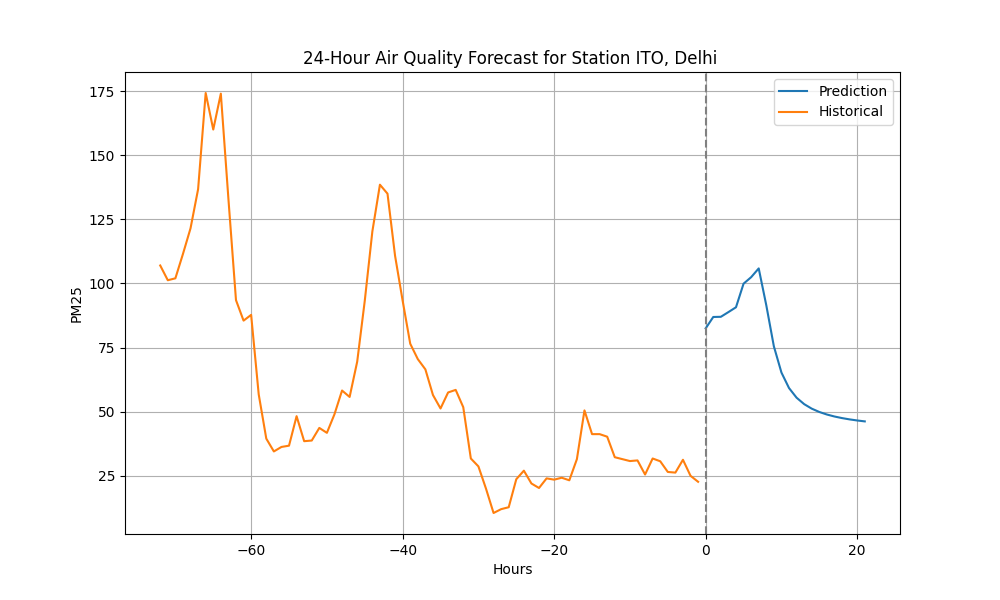 24-Hour Air Quality Forecast for Station ITO, Delhi
Prediction
Historical
175
150
125
100
75
50
25
PM25
−60
−40
−20
0
20
Hours